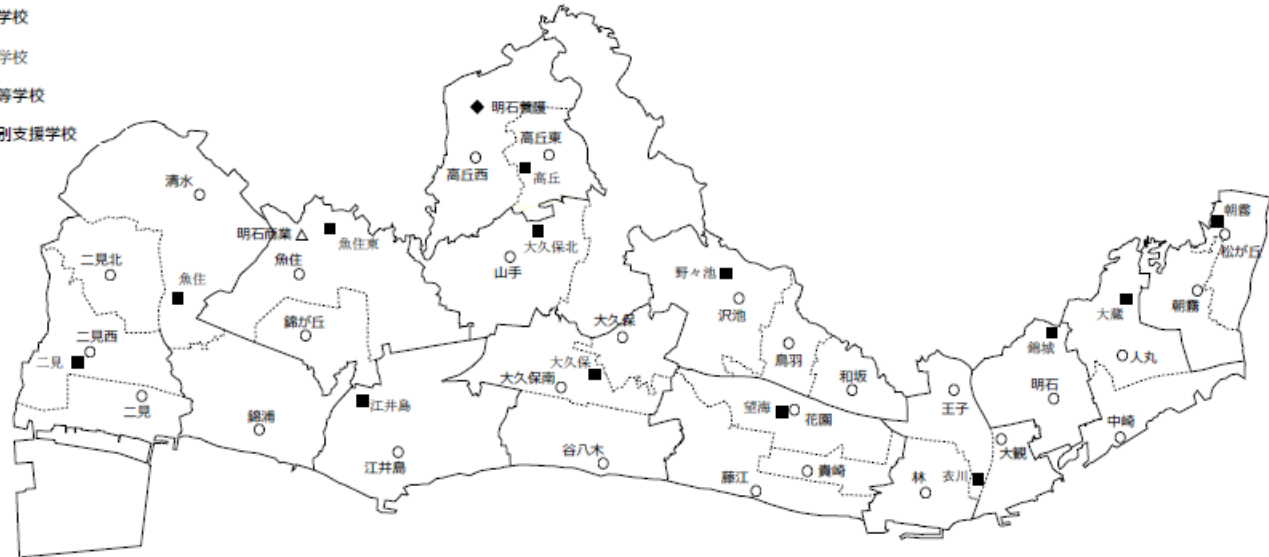 学校
学校
等学校
別支援学校
明石養護
高丘東
高丘西
高丘
清水
朝霧
松が丘
明石商業
魚住東
大久保北
二見北
魚住
山手
野々池
魚住
沢池
朝霧
大蔵
錦が丘
大久保
錦城
二見西
鳥羽
人丸
二見
大久保
大久保南
和坂
明石
二見
江井島
望海
花園
王子
錦浦
中崎
江井島
谷八木
藤江
貴崎
林
衣川
大観